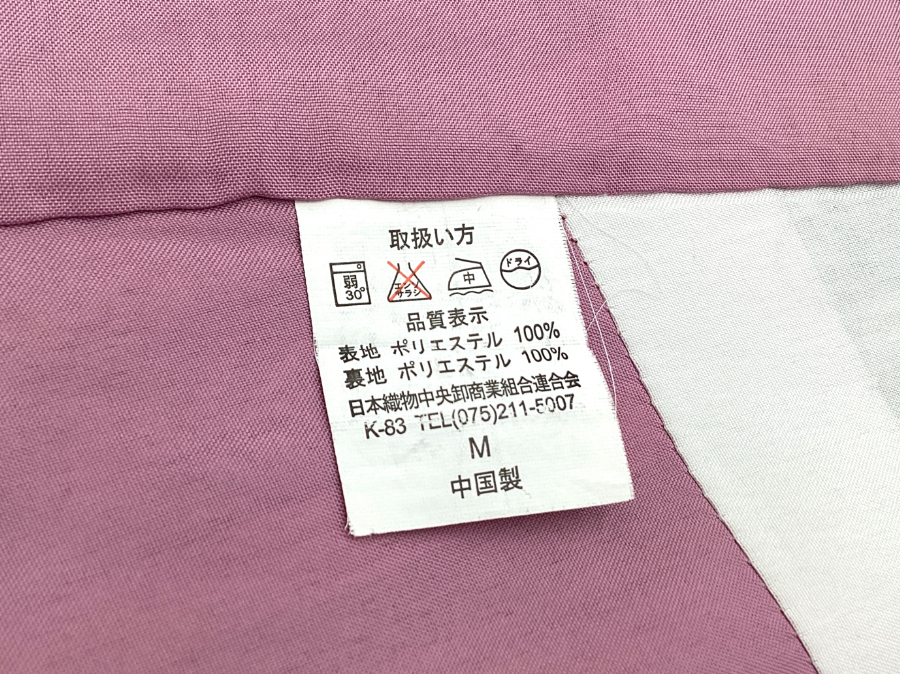 取扱い方
弱 30° エンソサラシ 中 ドライ
品質表示
表地 ポリエステル 100%
裏地 ポリエステル 100%
日本織物中央卸商業組合連合会
K-83 TEL(075)211-5007
M
中国製